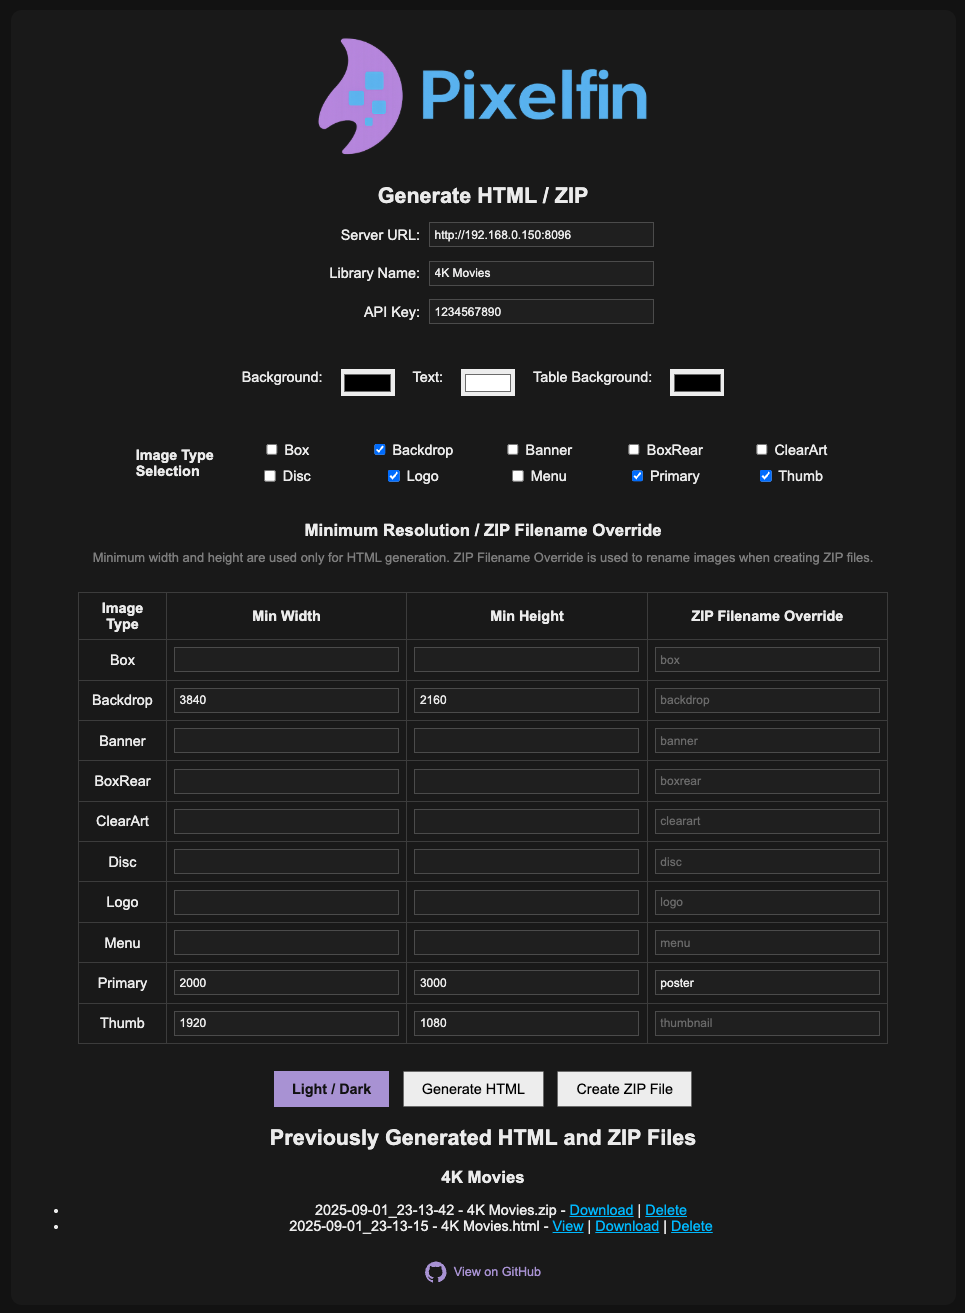 Pixelfin
Generate HTML / ZIP
Server URL: http://192.168.0.150:8096
Library Name: 4K Movies
API Key: 1234567890
Background: Text: Table Background:
Image Type
Selection
Box Backdrop Banner BoxRear ClearArt
Disc Logo Menu Primary Thumb
Minimum Resolution / ZIP Filename Override
Minimum width and height are used only for HTML generation. ZIP Filename Override is used to rename images when creating ZIP files.
Image
Type
Min Width Min Height ZIP Filename Override
Box box
Backdrop 3840 2160 backdrop
Banner banner
BoxRear boxrear
ClearArt clearart
Disc disc
Logo logo
Menu menu
Primary 2000 3000 poster
Thumb 1920 1080 thumbnail
Light / Dark Generate HTML Create ZIP File
Previously Generated HTML and ZIP Files
4K Movies
2025-09-01_23-13-42 - 4K Movies.zip - Download | Delete
2025-09-01_23-13-15 - 4K Movies.html - View | Download | Delete
View on GitHub